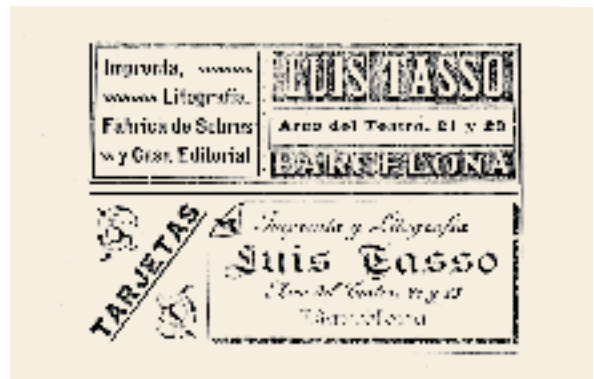 Imprenta,
Litografía,
Fabrica de Sobres
y Casa Editorial
LUIS TASSO
Arco del Teatro, 21 y 23
BARCELONA
TARJETAS
Imprenta y Litografía
Luis Tasso
Arco del Teatro, 21 y 23
Barcelona